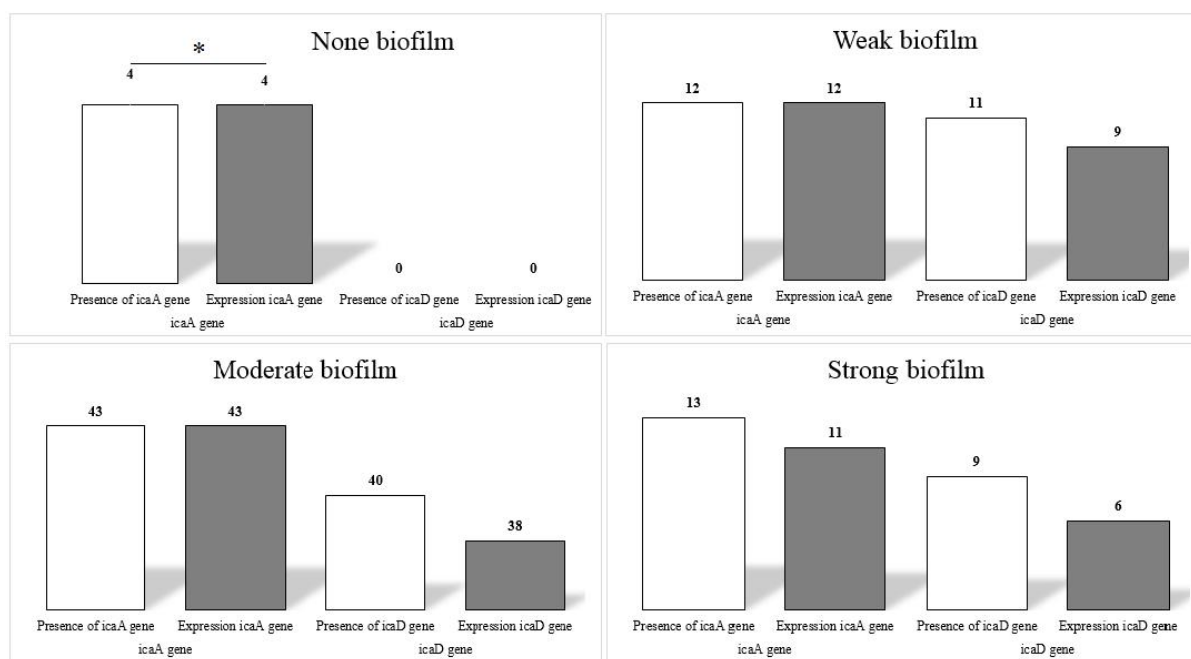 None biofilm
*
4 4
0 0
Presence of icaA gene Expression icaA gene Presence of icaD gene Expression icaD gene
icaA gene icaD gene
Weak biofilm
12 12 11 9
Presence of icaA gene Expression icaA gene Presence of icaD gene Expression icaD gene
icaA gene icaD gene
Moderate biofilm
43 43 40 38
Presence of icaA gene Expression icaA gene Presence of icaD gene Expression icaD gene
icaA gene icaD gene
Strong biofilm
13 11 9 6
Presence of icaA gene Expression icaA gene Presence of icaD gene Expression icaD gene
icaA gene icaD gene